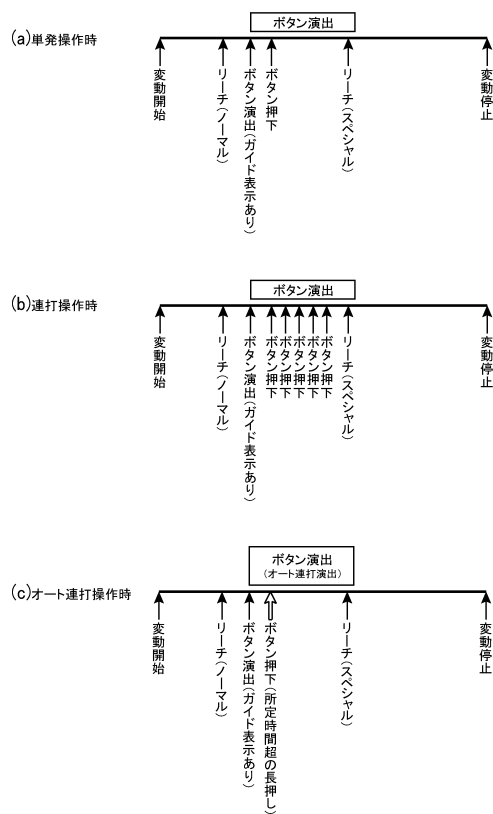 ボタン演出
(a)単発操作時
変動開始
リーチ(ノーマル)
ボタン演出(ガイド表示あり)
ボタン押下
リーチ(スペシャル)
変動停止
ボタン演出
(b)連打操作時
変動開始
リーチ(ノーマル)
ボタン演出(ガイド表示あり)
ボタン押下
ボタン押下
ボタン押下
ボタン押下
ボタン押下
リーチ(スペシャル)
変動停止
ボタン演出
(オート連打演出)
(c)オート連打操作時
変動開始
リーチ(ノーマル)
ボタン演出(ガイド表示あり)
ボタン押下(所定時間超の長押し)
リーチ(スペシャル)
変動停止